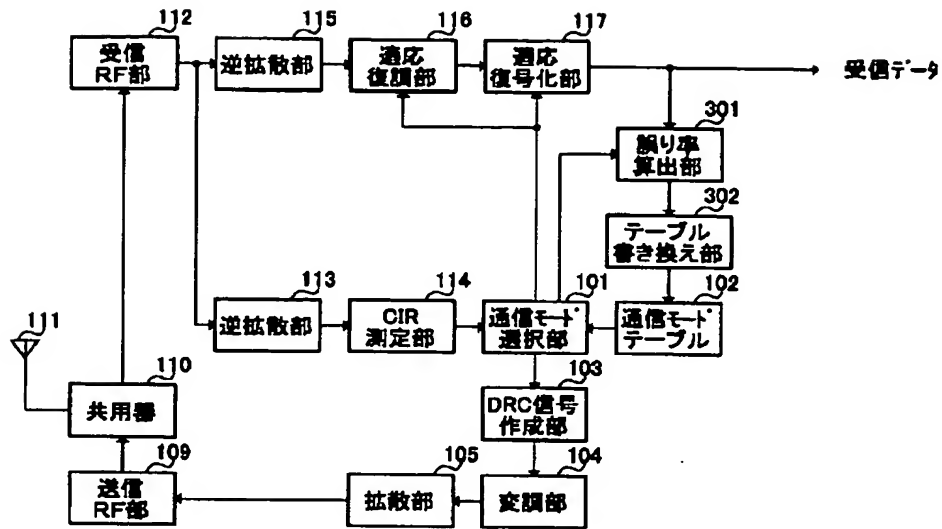 112
受信
RF部
115
逆拡散部
116
適応
復調部
117
適応
復号化部
受信データ
301
誤り率
算出部
302
テーブル
書き換え部
113
逆拡散部
114
CIR
測定部
101
通信モード
選択部
102
通信モード
テーブル
111
110
共用器
103
DRC信号
作成部
109
送信
RF部
105
拡散部
104
変調部